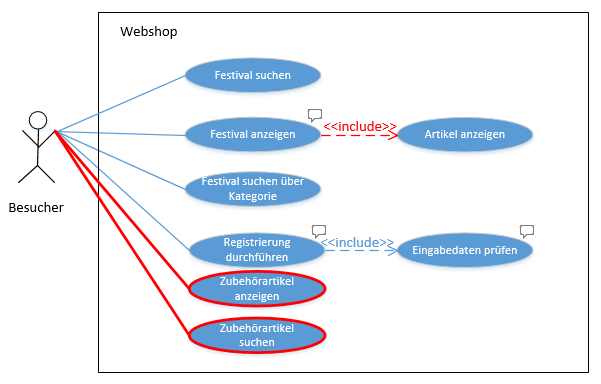 Webshop
Festival suchen
Festival anzeigen
<<include>>
Artikel anzeigen
Festival suchen über
Kategorie
Besucher
Registrierung
durchführen
<<include>>
Eingabedaten prüfen
Zubehörartikel
anzeigen
Zubehörartikel
suchen